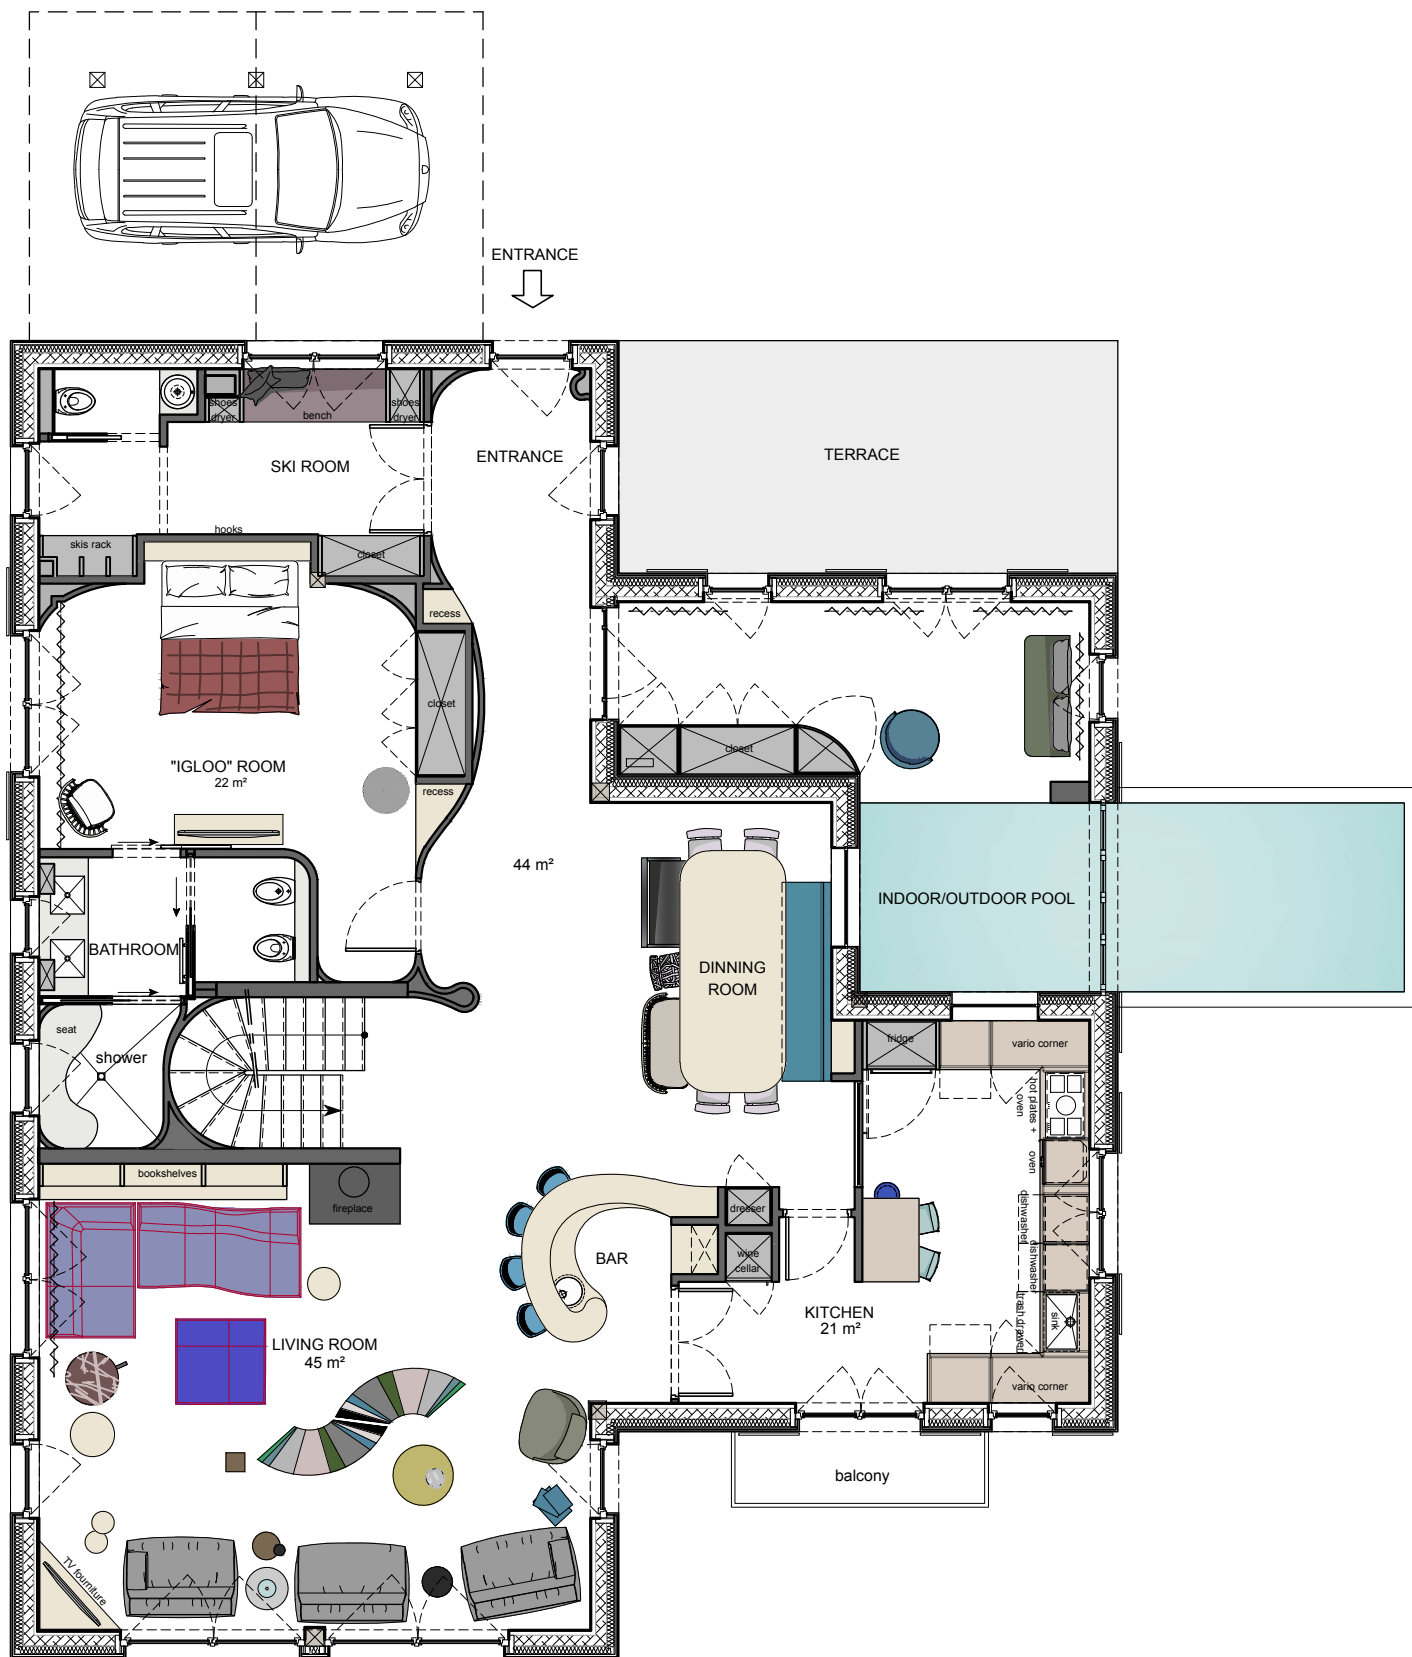 ENTRANCE
shoes
dryer
bench
shoes
dryer
SKI ROOM
ENTRANCE
TERRACE
hooks
skis rack
closet
recess
closet
closet
"IGLOO" ROOM
22 m²
recess
44 m²
INDOOR/OUTDOOR POOL
BATHROOM
DINNING
ROOM
seat
shower
fridge
vario corner
hot plates +
oven
oven
dishwasher
dishwasher
trash drawer
sink
bookshelves
fireplace
dresser
wine
cellar
BAR
KITCHEN
21 m²
LIVING ROOM
45 m²
vario corner
balcony
TV fourniture